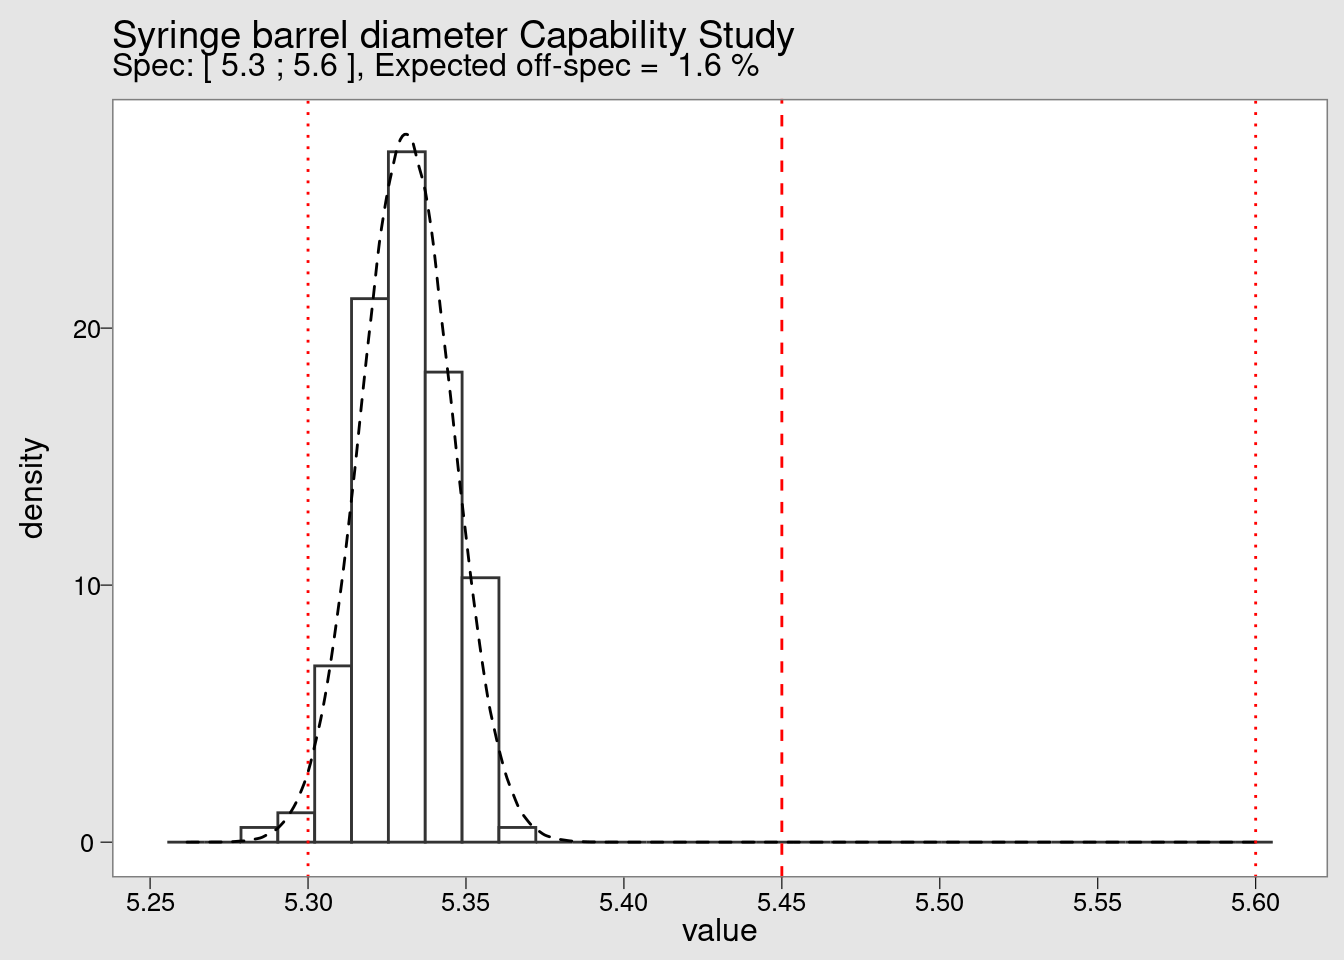 Syringe barrel diameter Capability Study
Spec: [ 5.3 ; 5.6 ], Expected off-spec =  1.6 %
density
20
10
0
5.25 5.30 5.35 5.40 5.45 5.50 5.55 5.60
value